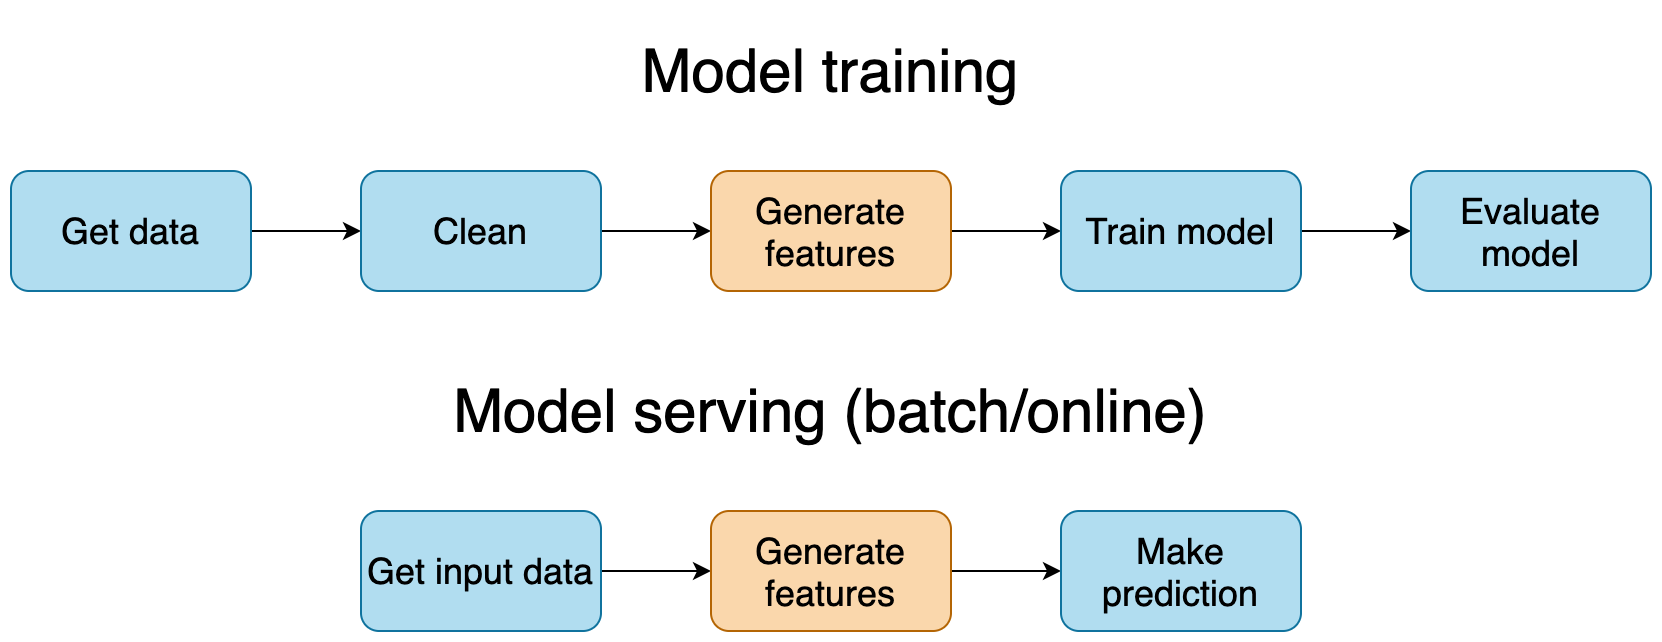 Model training
Get data
Clean
Generate
features
Train model
Evaluate
model
Model serving (batch/online)
Get input data
Generate
features
Make
prediction